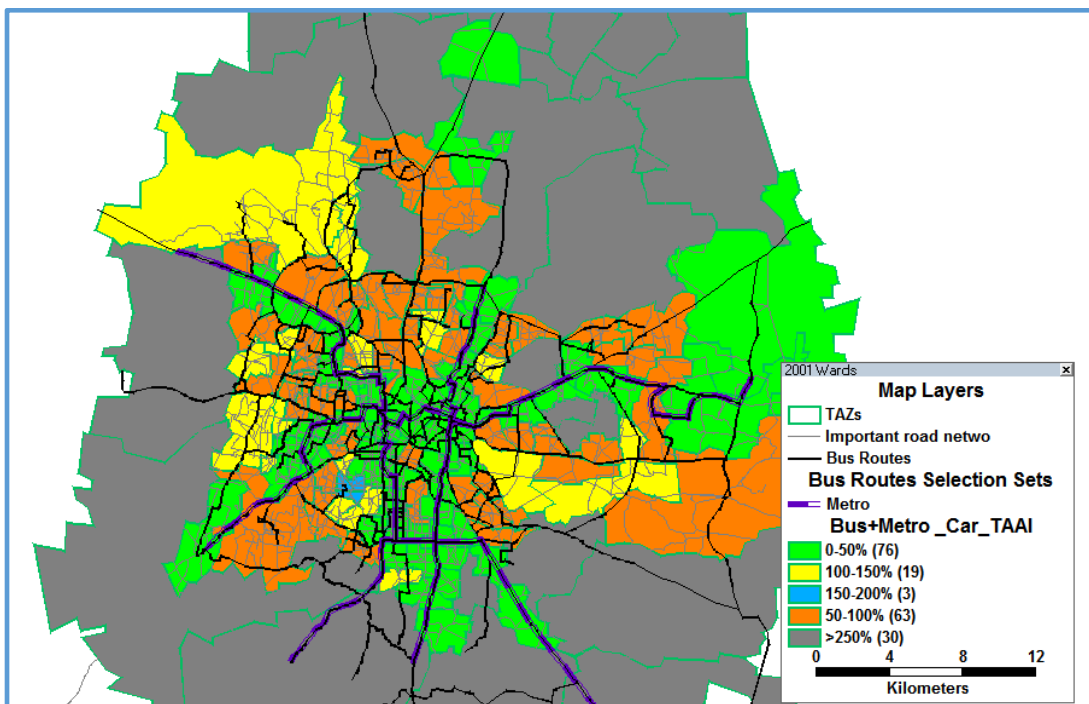 2001 Wards
Map Layers
TAZs
Important road netwo
Bus Routes
Bus Routes Selection Sets
Metro
Bus+Metro _Car_TAAI
0-50% (76)
100-150% (19)
150-200% (3)
50-100% (63)
>250% (30)
0 4 8 12
Kilometers